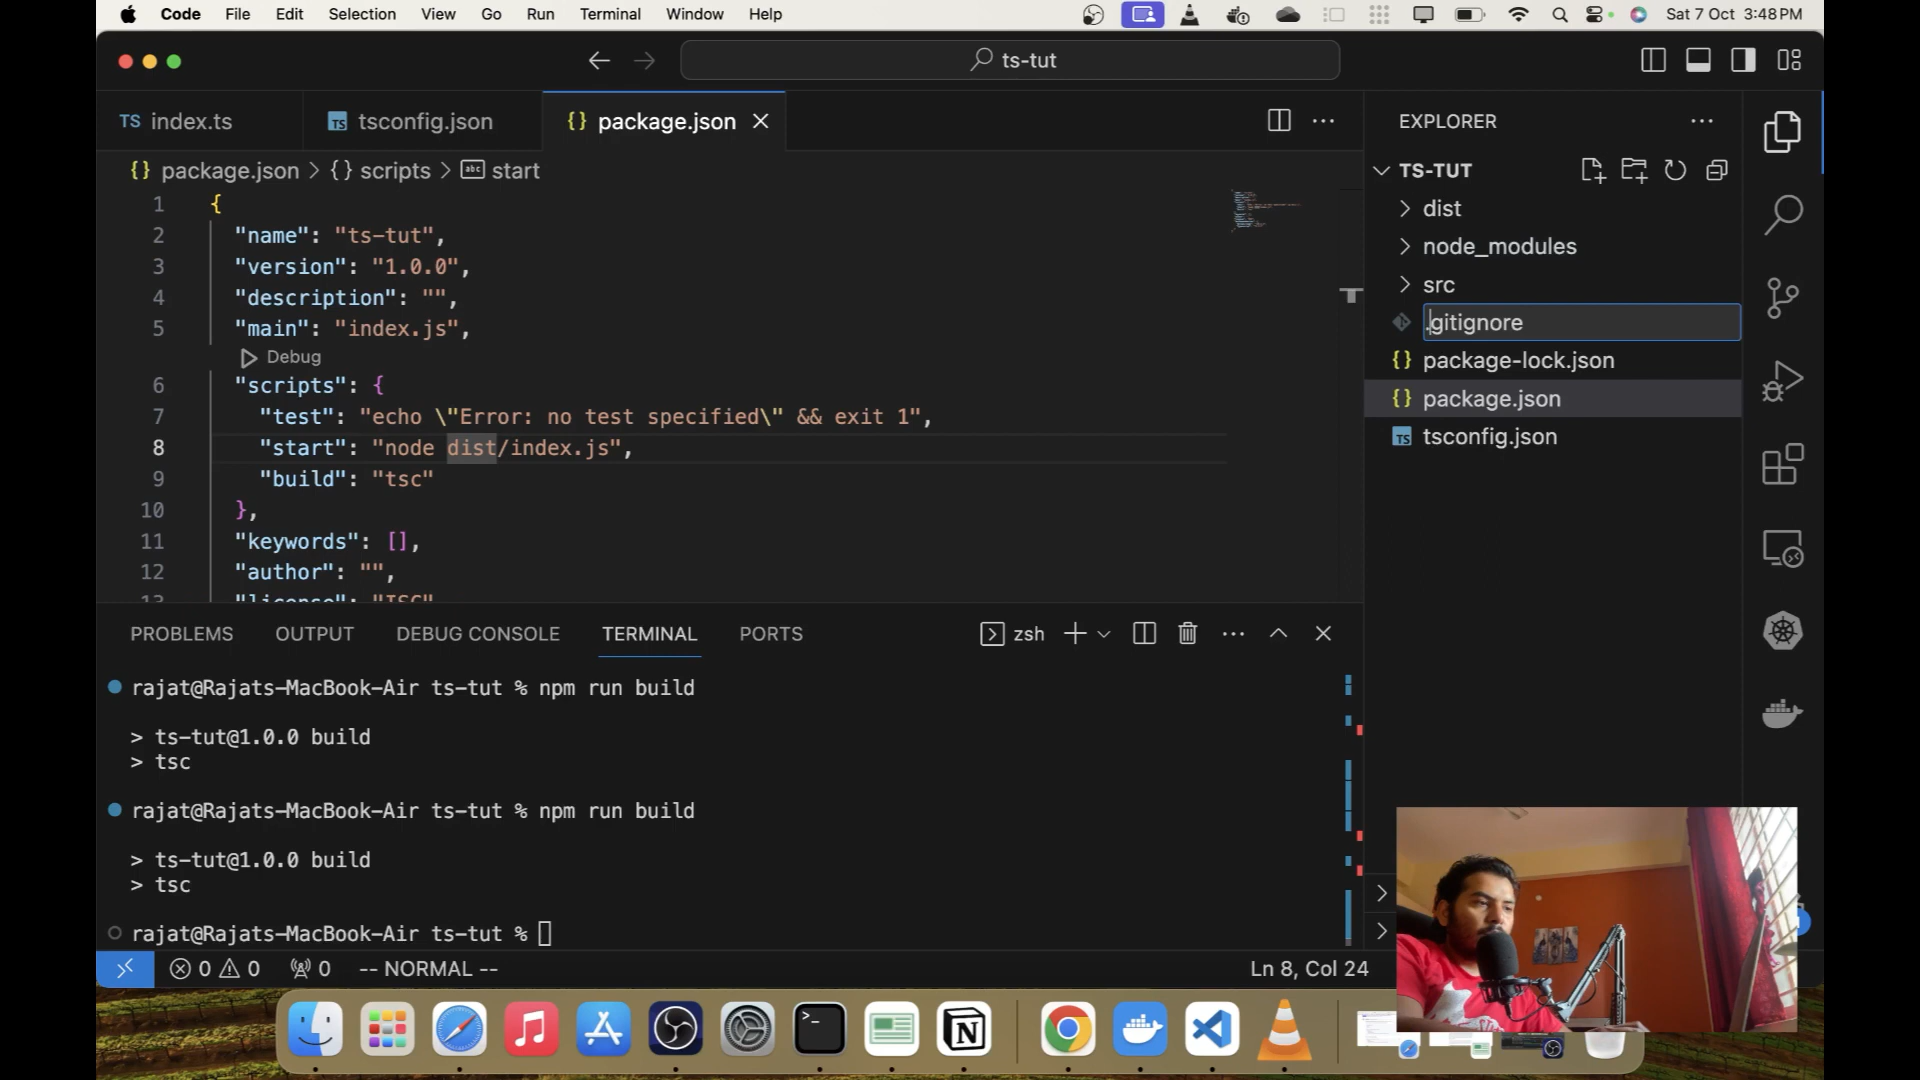 Code File Edit Selection View Go Run Terminal Window Help Sat 7 Oct 3:48 PM
ts-tut
TS index.ts TS tsconfig.json {} package.json
{} package.json > {} scripts > abc start
1 {
2 "name": "ts-tut",
3 "version": "1.0.0",
4 "description": "",
5 "main": "index.js",
Debug
6 "scripts": {
7 "test": "echo \"Error: no test specified\" && exit 1",
8 "start": "node dist/index.js",
9 "build": "tsc"
10 },
11 "keywords": [],
12 "author": "",
13 "license": "ISC"
EXPLORER
TS-TUT
dist
node_modules
src
.gitignore
{} package-lock.json
{} package.json
TS tsconfig.json
PROBLEMS OUTPUT DEBUG CONSOLE TERMINAL PORTS zsh
rajat@Rajats-MacBook-Air ts-tut % npm run build
> ts-tut@1.0.0 build
> tsc
rajat@Rajats-MacBook-Air ts-tut % npm run build
> ts-tut@1.0.0 build
> tsc
rajat@Rajats-MacBook-Air ts-tut %
0 0 0 -- NORMAL -- Ln 8, Col 24